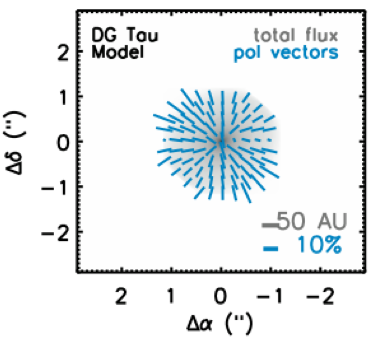 DG Tau total flux
Model pol vectors
2
1
0
−1
−2
Δδ (")
50 AU
10%
2 1 0 −1 −2
Δα (")